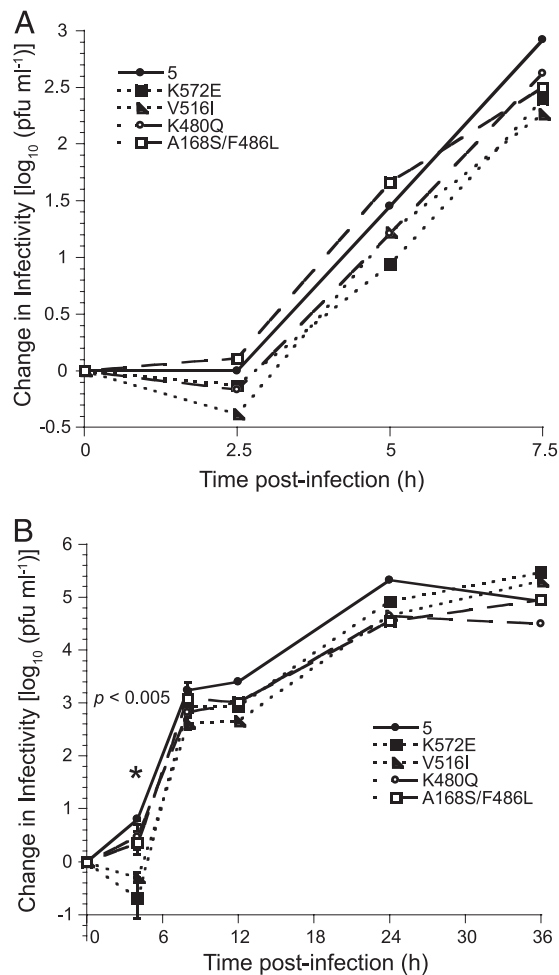 A
Change in Infectivity [log₁₀ (pfu ml⁻¹)]
3
2.5
2
1.5
1
0.5
0
-0.5
5
K572E
V516I
K480Q
A168S/F486L
0
2.5
5
7.5
Time post-infection (h)
B
Change in Infectivity [log₁₀ (pfu ml⁻¹)]
6
5
4
3
2
1
0
-1
p < 0.005
*
5
K572E
V516I
K480Q
A168S/F486L
0
6
12
18
24
30
36
Time post-infection (h)